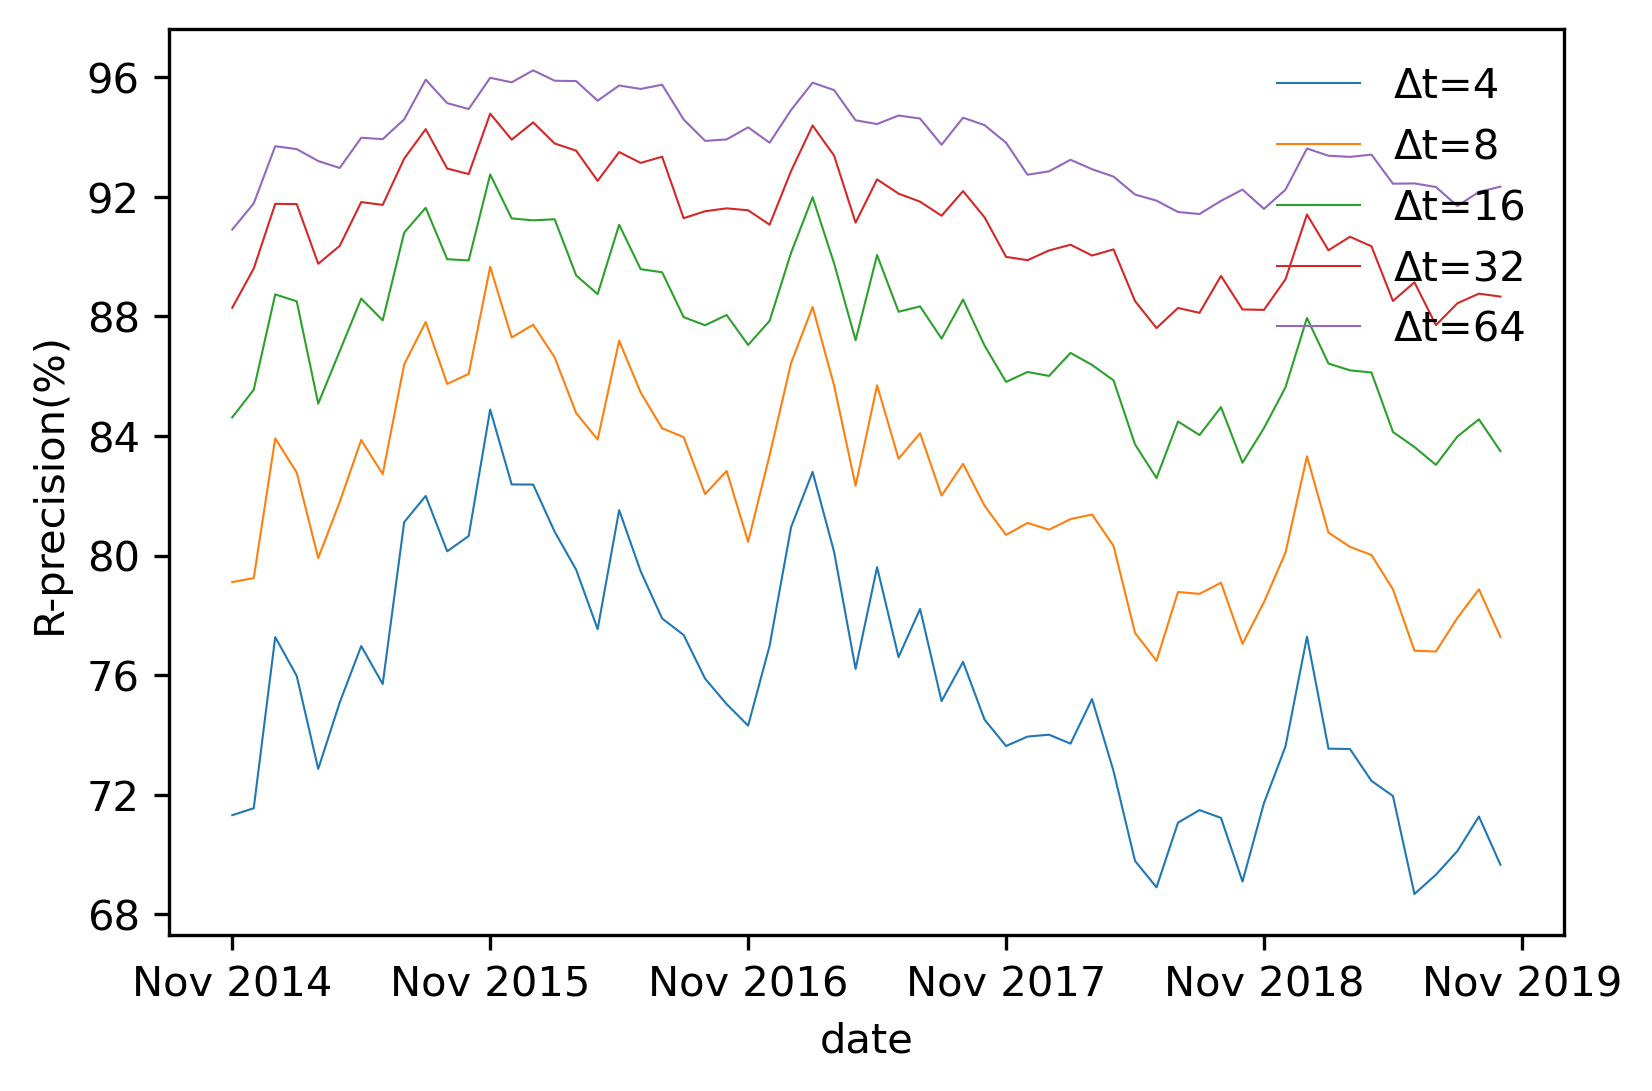 96
92
88
84
80
76
72
68
R-precision(%)
Δt=4
Δt=8
Δt=16
Δt=32
Δt=64
Nov 2014 Nov 2015 Nov 2016 Nov 2017 Nov 2018 Nov 2019
date